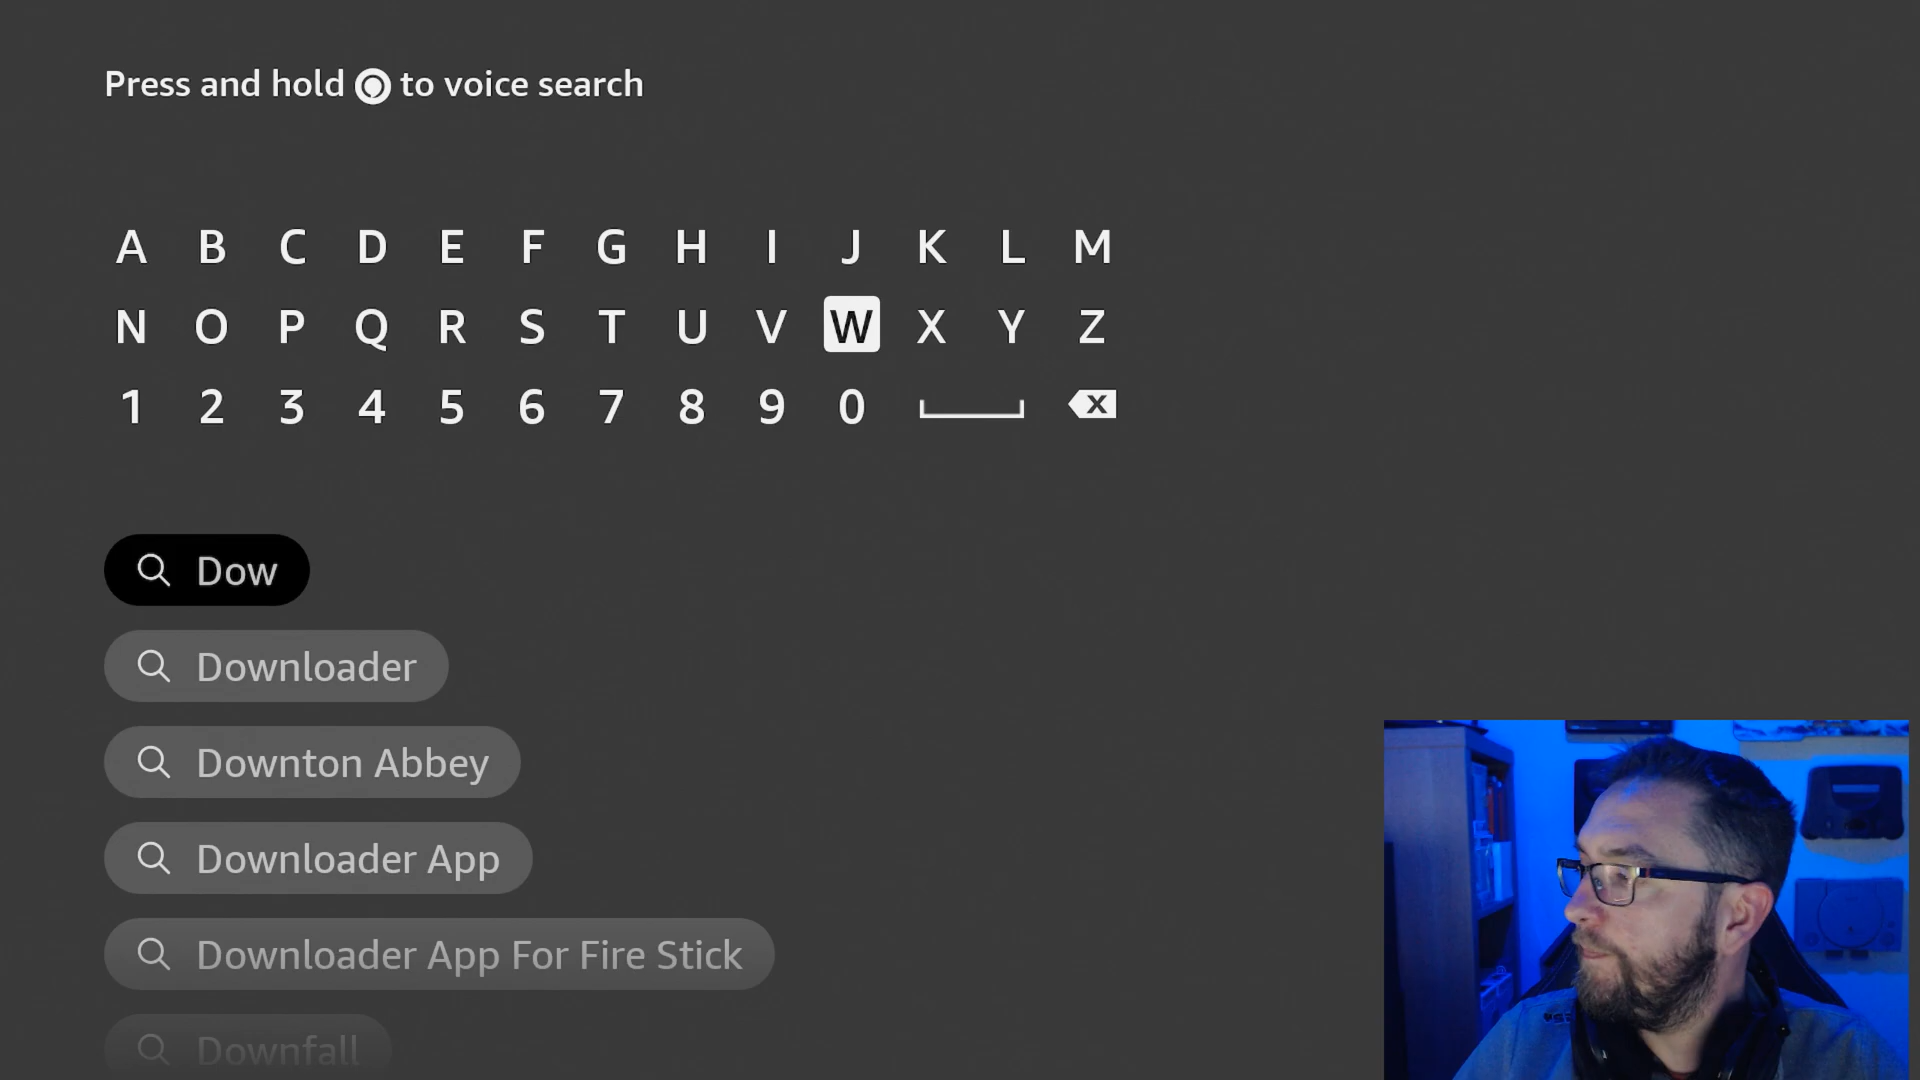 Press and hold to voice search
A B C D E F G H I J K L M
N O P Q R S T U V W X Y Z
1 2 3 4 5 6 7 8 9 0
Dow
Downloader
Downton Abbey
Downloader App
Downloader App For Fire Stick
Downfall